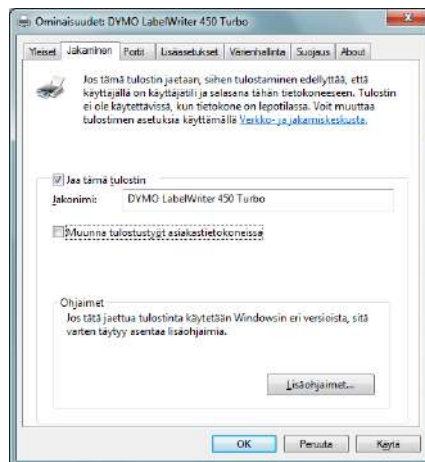 Ominaisuudet: DYMO LabelWriter 450 Turbo
Yleiset Jakaminen Portit Lisäasetukset Värienhallinta Suojaus About
Jos tämä tulostin jaetaan, siihen tulostaminen edellyttää, että
käyttäjällä on käyttäjätili ja salasana tähän tietokoneeseen. Tulostin
ei ole käytettävissä, kun tietokone on lepotilassa. Voit muuttaa
tulostimen asetuksia käyttämällä Verkko- ja jakamiskeskusta.
Jaa tämä tulostin
Jakonimi: DYMO LabelWriter 450 Turbo
Muunna tulostustyöt asiakastietokoneissa
Ohjaimet
Jos tätä jaettua tulostinta käytetään Windowsin eri versioista, sitä
varten täytyy asentaa lisäohjaimia.
Lisäohjaimet...
OK Peruuta Käytä